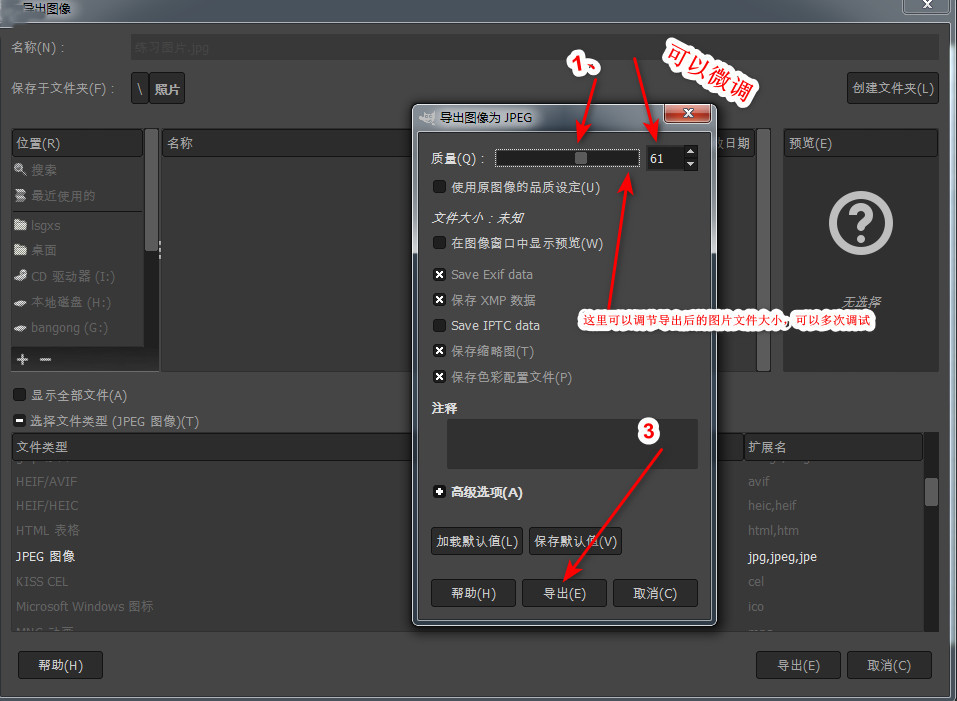 导出图像
名称(N)：
练习图片.jpg
保存于文件夹(F)：
\
照片
创建文件夹(L)
1、
可以微调
位置(R)
搜索
最近使用的
lsgxs
桌面
CD 驱动器 (I:)
本地磁盘 (H:)
bangong (G:)
名称
改日期
预览(E)
无选择
导出图像为 JPEG
质量(Q)：
61
使用原图像的品质设定(U)
文件大小：未知
在图像窗口中显示预览(W)
Save Exif data
保存 XMP 数据
Save IPTC data
保存缩略图(T)
保存色彩配置文件(P)
这里可以调节导出后的图片文件大小，可以多次调试
注释
3
高级选项(A)
加载默认值(L)
保存默认值(V)
帮助(H)
导出(E)
取消(C)
显示全部文件(A)
选择文件类型 (JPEG 图像)(T)
文件类型
扩展名
HEIF/AVIF
avif
HEIF/HEIC
heic,heif
HTML 表格
html,htm
JPEG 图像
jpg,jpeg,jpe
KISS CEL
cel
Microsoft Windows 图标
ico
MNG 动画
帮助(H)
导出(E)
取消(C)